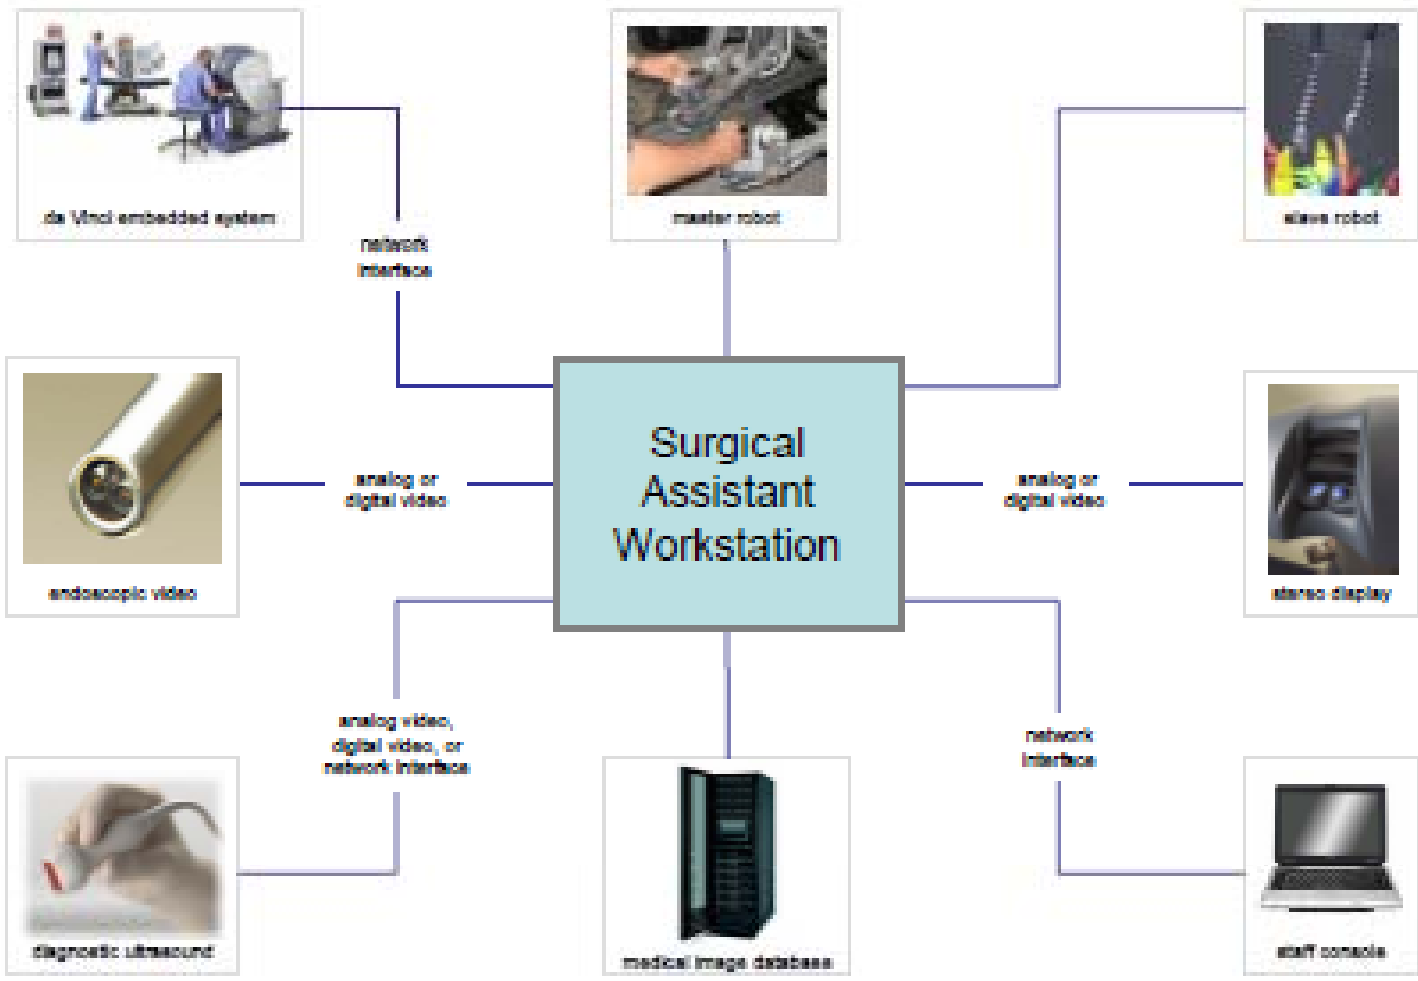 da Vinci embedded system
master robot
slave robot
network
interface
Surgical
Assistant
Workstation
analog or
digital video
analog or
digital video
endoscopic video
stereo display
analog video,
digital video, or
network interface
network
interface
diagnostic ultrasound
medical image database
staff console